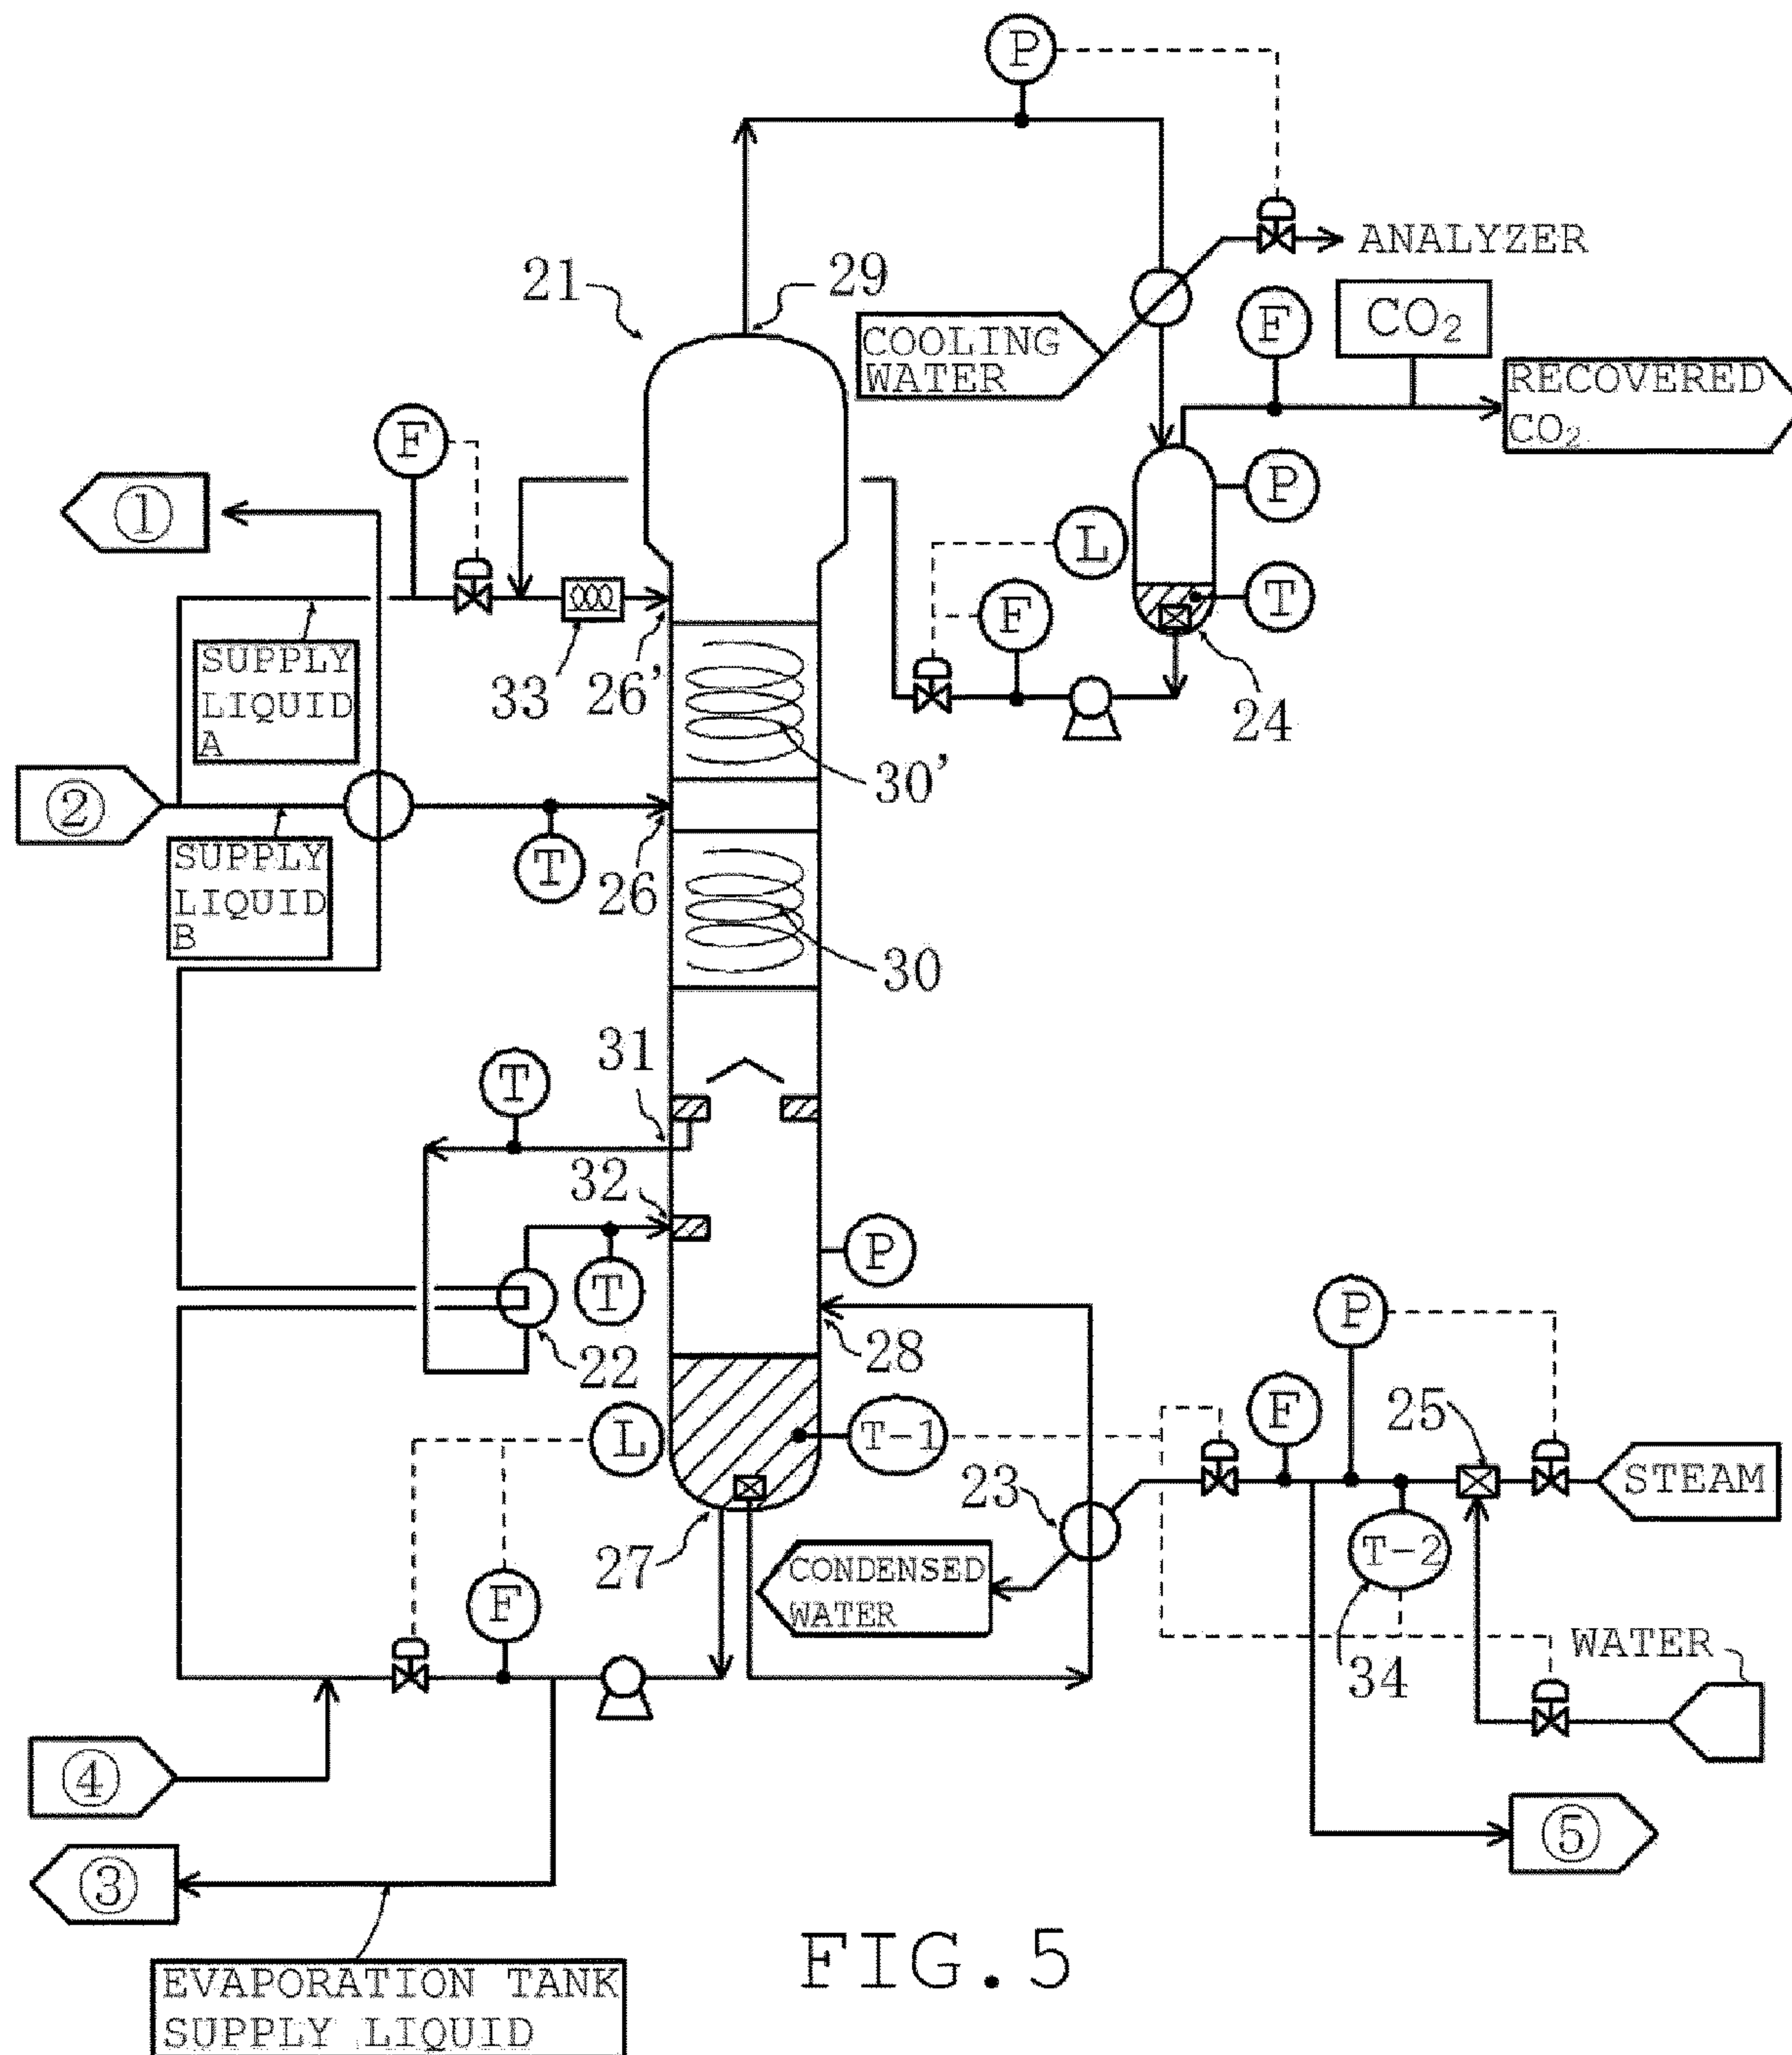 P
ANALYZER
21
29
COOLING
WATER
F
CO₂
RECOVERED
CO₂
F
①
P
L
T
F
SUPPLY
LIQUID
A
33
26'
24
30'
②
SUPPLY
LIQUID
B
T
26
30
31
T
32
T
P
22
28
P
F
25
L
T-1
23
STEAM
27
CONDENSED
WATER
T-2
F
34
WATER
④
⑤
③
FIG.5
EVAPORATION TANK
SUPPLY LIQUID